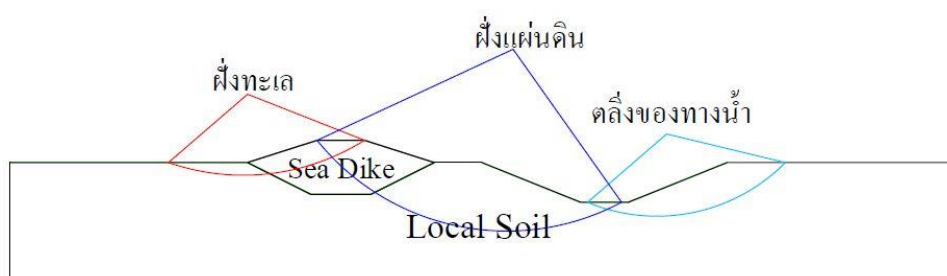 ฝั่งแผ่นดิน
ฝั่งทะเล
ตลิ่งของทางน้ำ
Sea Dike
Local Soil